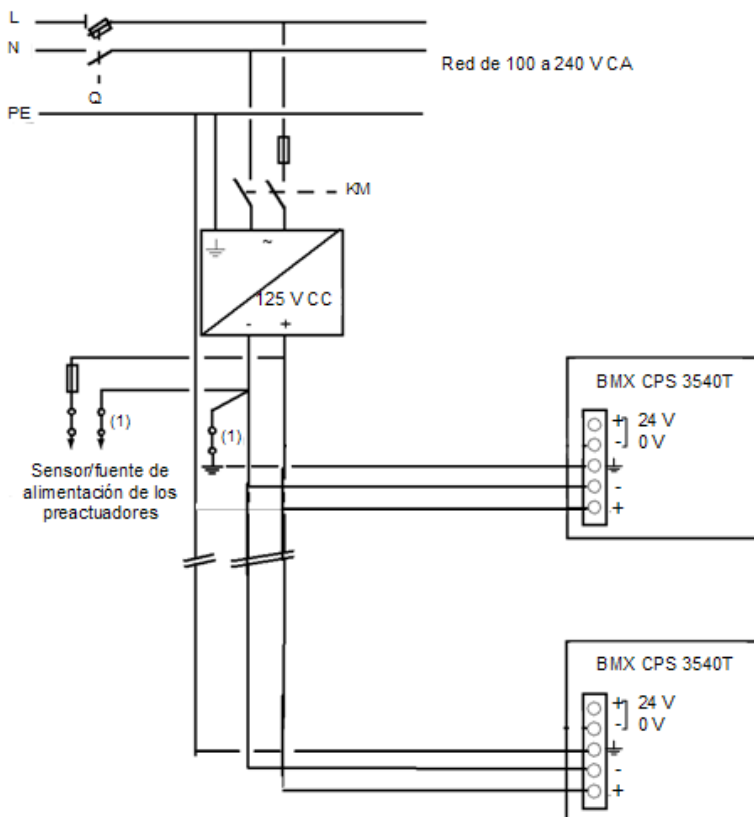 L
N
Q
PE
Red de 100 a 240 V CA
KM
~
125 V CC
- +
(1)
(1)
Sensor/fuente de
alimentación de los
preactuadores
BMX CPS 3540T
+ 24 V
- 0 V
-
+
BMX CPS 3540T
+ 24 V
- 0 V
-
+